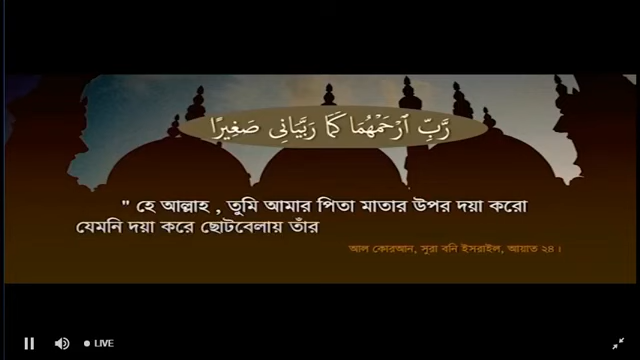 رَّبِّ ٱرْحَمْهُمَا كَمَا رَبَّيَانِى صَغِيرًا
" হে আল্লাহ , তুমি আমার পিতা মাতার উপর দয়া করো
যেমনি দয়া করে ছোটবেলায় তাঁর
আল কোরআন, সুরা বনি ইসরাইল, আয়াত ২৪ ।
LIVE